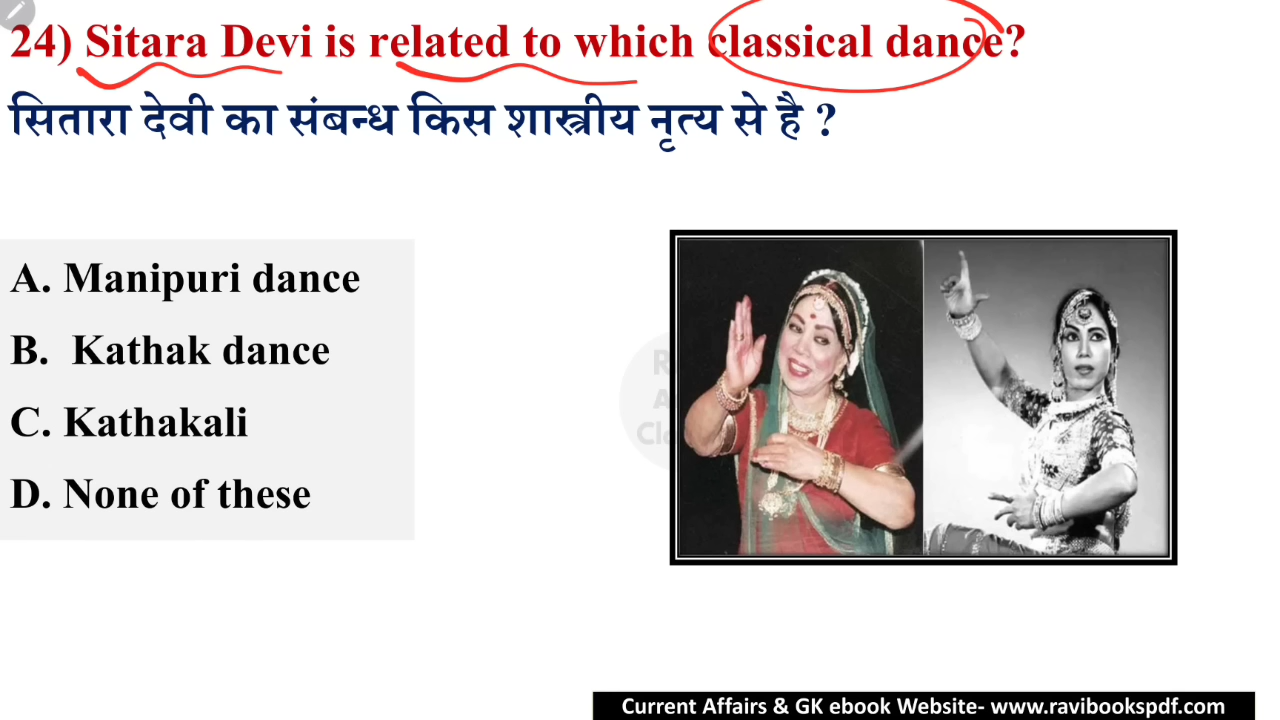 24) Sitara Devi is related to which classical dance?
सितारा देवी का संबन्ध किस शास्त्रीय नृत्य से है ?
A. Manipuri dance
B. Kathak dance
C. Kathakali
D. None of these
Current Affairs & GK ebook Website- www.ravibookspdf.com